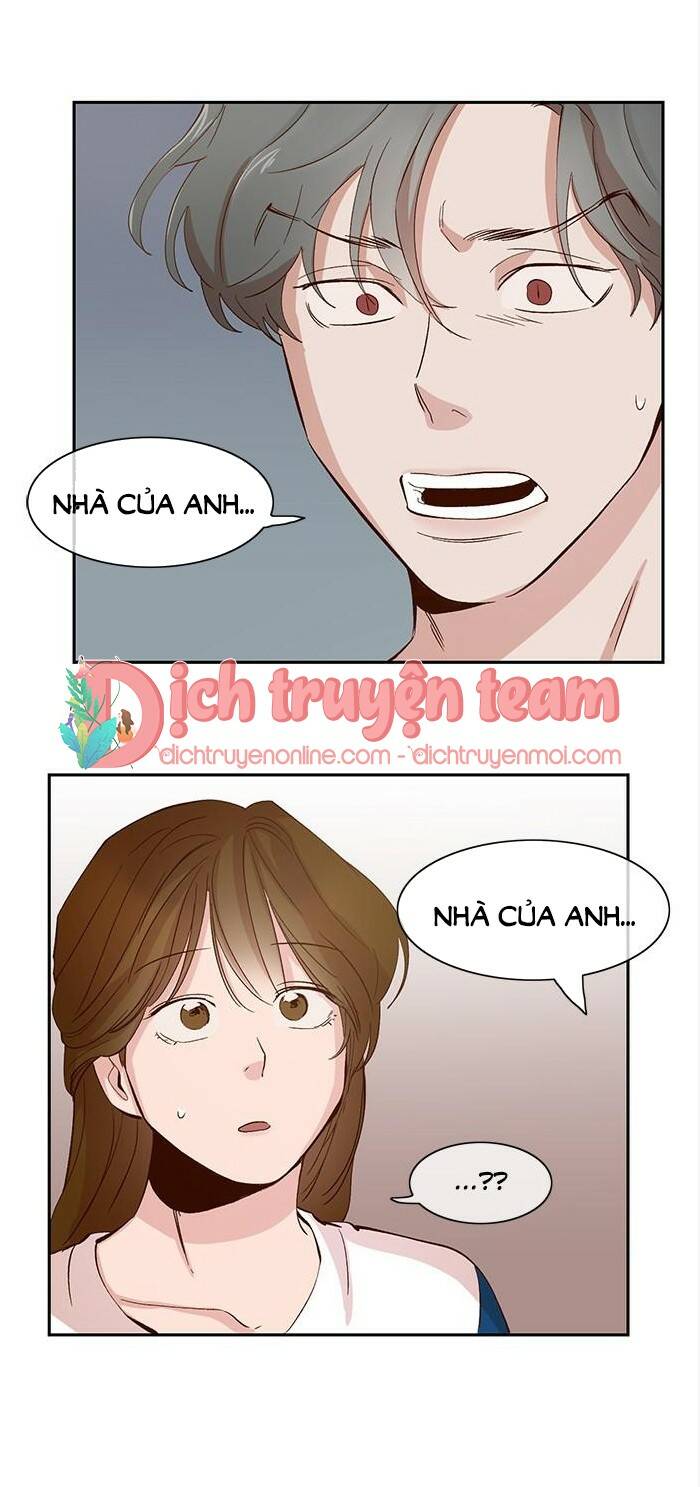 NHÀ CỦA ANH...
Dịch truyện team
dichtruyenonline.com - dichtruyenmoi.com
NHÀ CỦA ANH...
...??